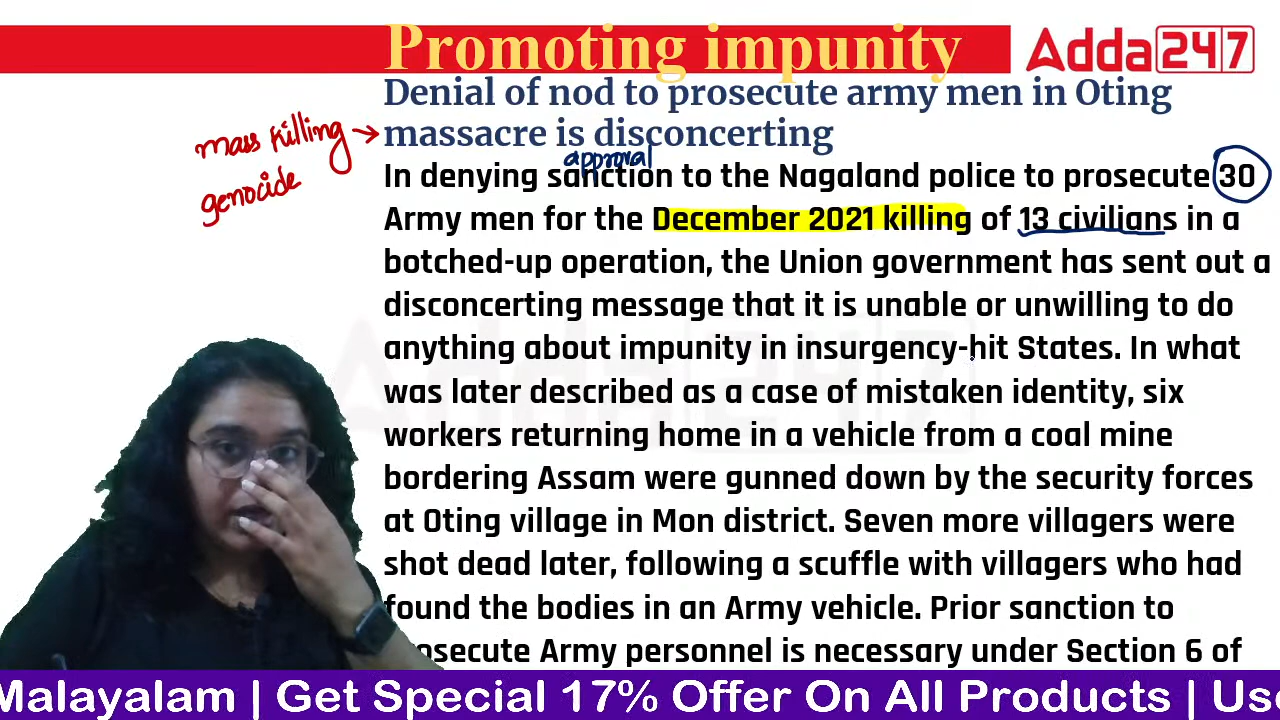 Promoting impunity
Adda247
Denial of nod to prosecute army men in Oting
mass killing → massacre is disconcerting
genocide
approval
In denying sanction to the Nagaland police to prosecute 30
Army men for the December 2021 killing of 13 civilians in a
botched-up operation, the Union government has sent out a
disconcerting message that it is unable or unwilling to do
anything about impunity in insurgency-hit States. In what
was later described as a case of mistaken identity, six
workers returning home in a vehicle from a coal mine
bordering Assam were gunned down by the security forces
at Oting village in Mon district. Seven more villagers were
shot dead later, following a scuffle with villagers who had
found the bodies in an Army vehicle. Prior sanction to
prosecute Army personnel is necessary under Section 6 of
Malayalam | Get Special 17% Offer On All Products | Use